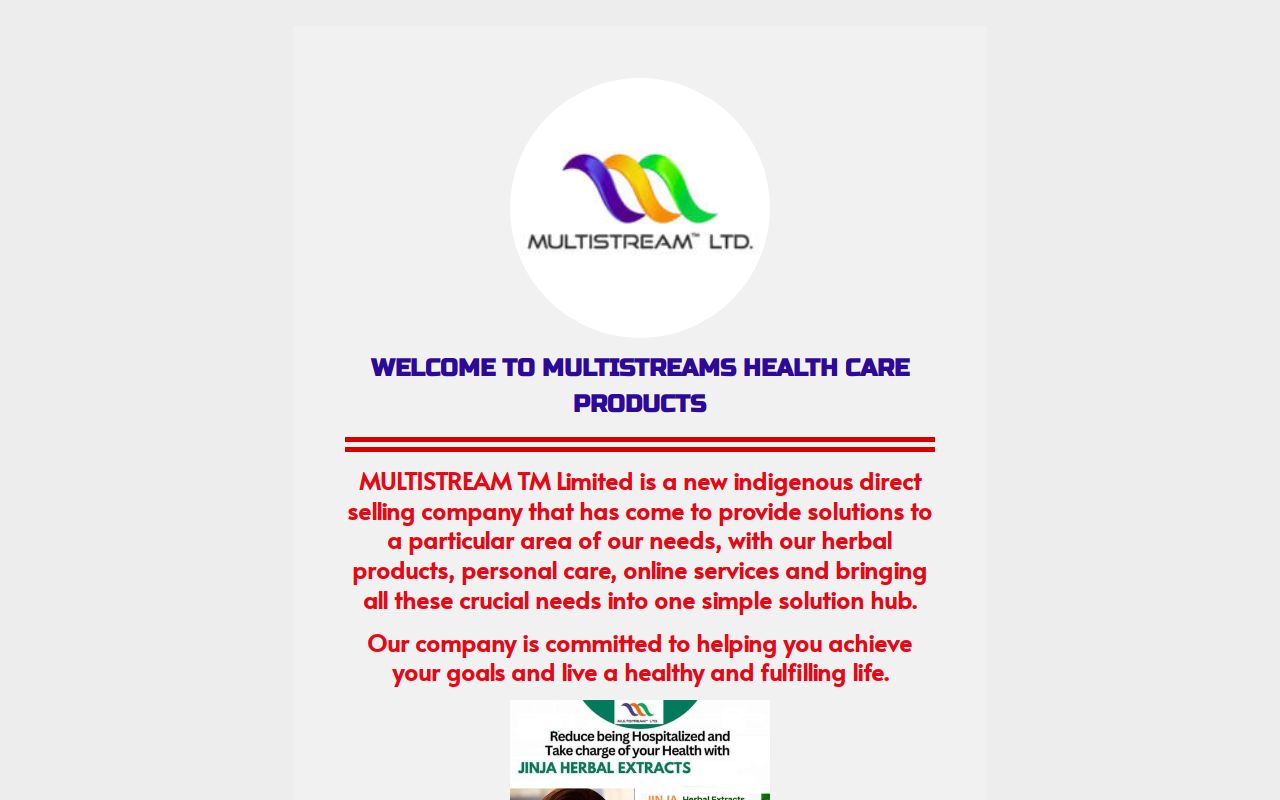 MULTISTREAM™ LTD.
WELCOME TO MULTISTREAMS HEALTH CARE
PRODUCTS
MULTISTREAM TM Limited is a new indigenous direct
selling company that has come to provide solutions to
a particular area of our needs, with our herbal
products, personal care, online services and bringing
all these crucial needs into one simple solution hub.
Our company is committed to helping you achieve
your goals and live a healthy and fulfilling life.
MULTISTREAM™ LTD.
Reduce being Hospitalized and
Take charge of your Health with
JINJA HERBAL EXTRACTS
JINJA Herbal Extracts